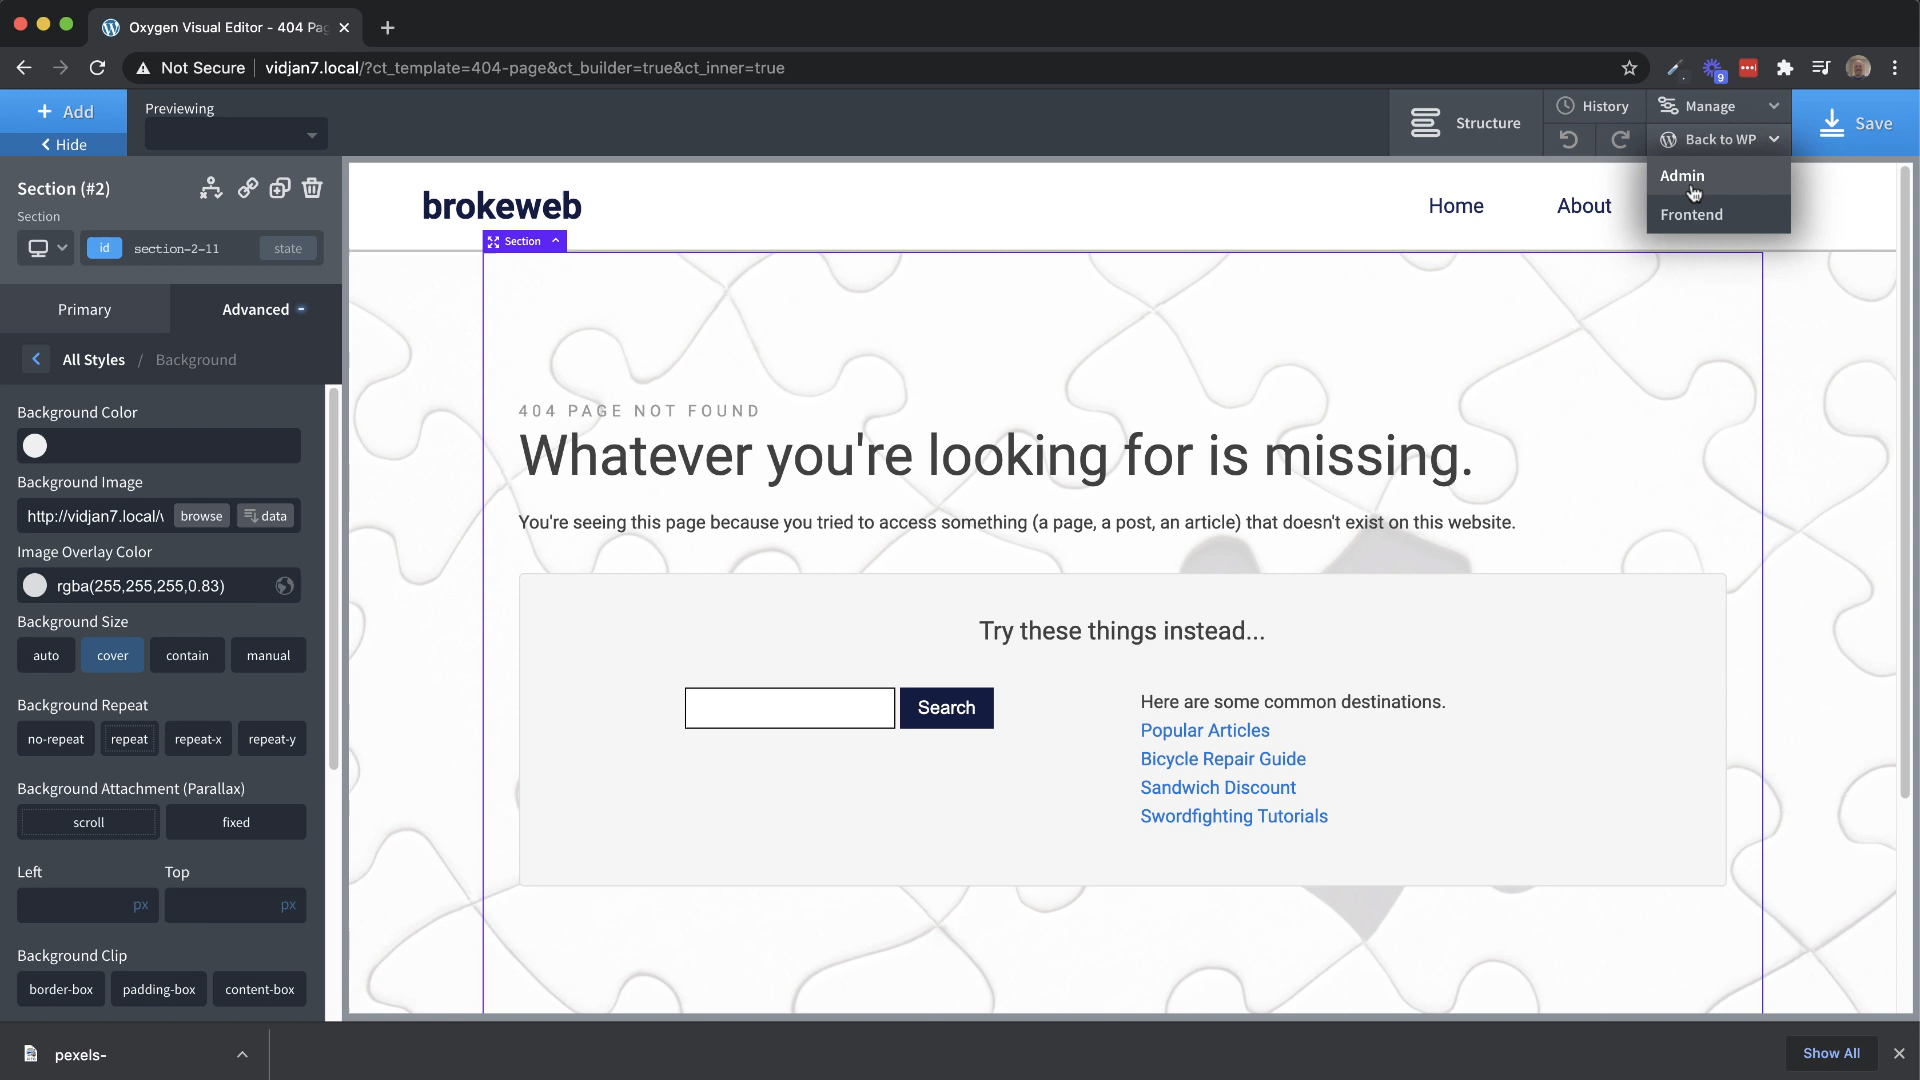 Oxygen Visual Editor - 404 Pa
Not Secure
vidjan7.local/?ct_template=404-page&ct_builder=true&ct_inner=true
9
+ Add
Hide
Previewing
Structure
History
Manage
Back to WP
Save
Admin
Frontend
Section (#2)
Section
id
section-2-11
state
Primary
Advanced
All Styles / Background
Background Color
Background Image
http://vidjan7.local/\
browse
data
Image Overlay Color
rgba(255,255,255,0.83)
Background Size
auto
cover
contain
manual
Background Repeat
no-repeat
repeat
repeat-x
repeat-y
Background Attachment (Parallax)
scroll
fixed
Left
Top
px
px
Background Clip
border-box
padding-box
content-box
brokeweb
Home
About
Section
404 PAGE NOT FOUND
Whatever you're looking for is missing.
You're seeing this page because you tried to access something (a page, a post, an article) that doesn't exist on this website.
Try these things instead...
Search
Here are some common destinations.
Popular Articles
Bicycle Repair Guide
Sandwich Discount
Swordfighting Tutorials
pexels-
Show All